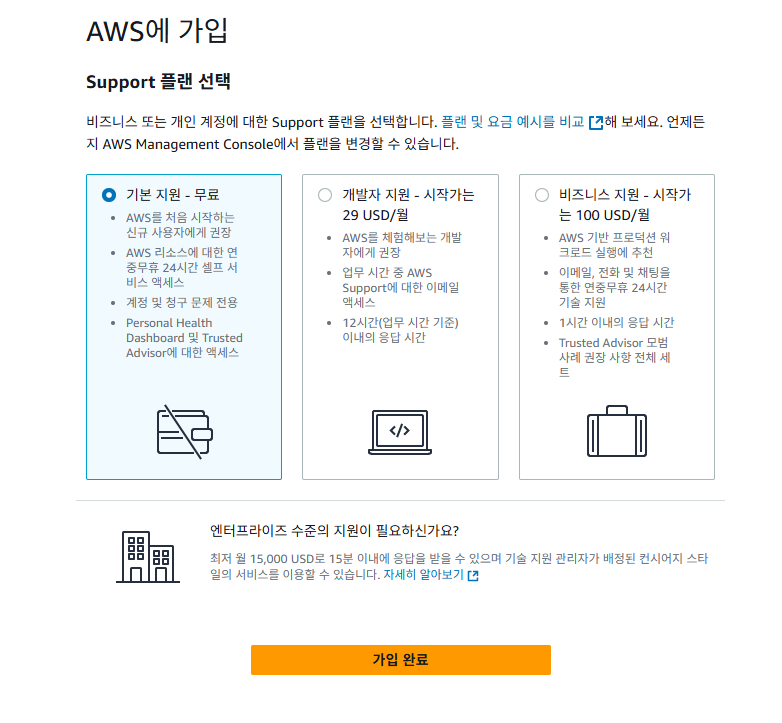 AWS에 가입
Support 플랜 선택
비즈니스 또는 개인 계정에 대한 Support 플랜을 선택합니다. 플랜 및 요금 예시를 비교 해 보세요. 언제든
지 AWS Management Console에서 플랜을 변경할 수 있습니다.
기본 지원 - 무료
AWS를 처음 시작하는
신규 사용자에게 권장
AWS 리소스에 대한 연
중무휴 24시간 셀프 서
비스 액세스
계정 및 청구 문제 전용
Personal Health
Dashboard 및 Trusted
Advisor에 대한 액세스
개발자 지원 - 시작가는
29 USD/월
AWS를 체험해보는 개발
자에게 권장
업무 시간 중 AWS
Support에 대한 이메일
액세스
12시간(업무 시간 기준)
이내의 응답 시간
비즈니스 지원 - 시작가
는 100 USD/월
AWS 기반 프로덕션 워
크로드 실행에 추천
이메일, 전화 및 채팅을
통한 연중무휴 24시간
기술 지원
1시간 이내의 응답 시간
Trusted Advisor 모범
사례 권장 사항 전체 세
트
</> 
엔터프라이즈 수준의 지원이 필요하신가요?
최저 월 15,000 USD로 15분 이내에 응답을 받을 수 있으며 기술 지원 관리자가 배정된 컨시어지 스타
일의 서비스를 이용할 수 있습니다. 자세히 알아보기
가입 완료